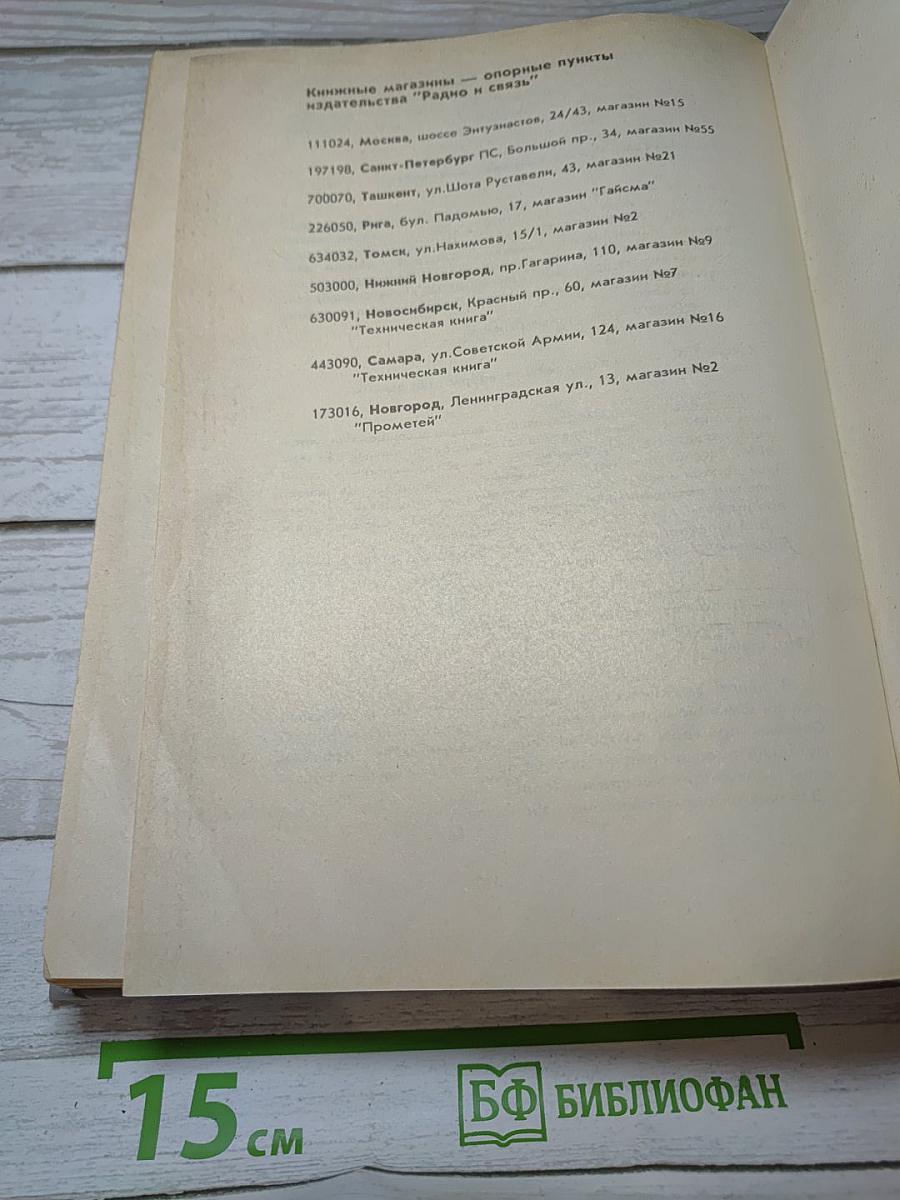 Книжные магазины — опорные пункты
издательства "Радио и связь"
111024, Москва, шоссе Энтузиастов, 24/43, магазин №15
197198, Санкт-Петербург ПС, Большой пр., 34, магазин №55
700070, Ташкент, ул.Шота Руставели, 43, магазин №21
226050, Рига, бул. Падомью, 17, магазин "Гайсма"
634032, Томск, ул.Нахимова, 15/1, магазин №2
503000, Нижний Новгород, пр.Гагарина, 110, магазин №9
630091, Новосибирск, Красный пр., 60, магазин №7
"Техническая книга"
443090, Самара, ул.Советской Армии, 124, магазин №16
"Техническая книга"
173016, Новгород, Ленинградская ул., 13, магазин №2
"Прометей"
15 см
БФ БИБЛИОФАН